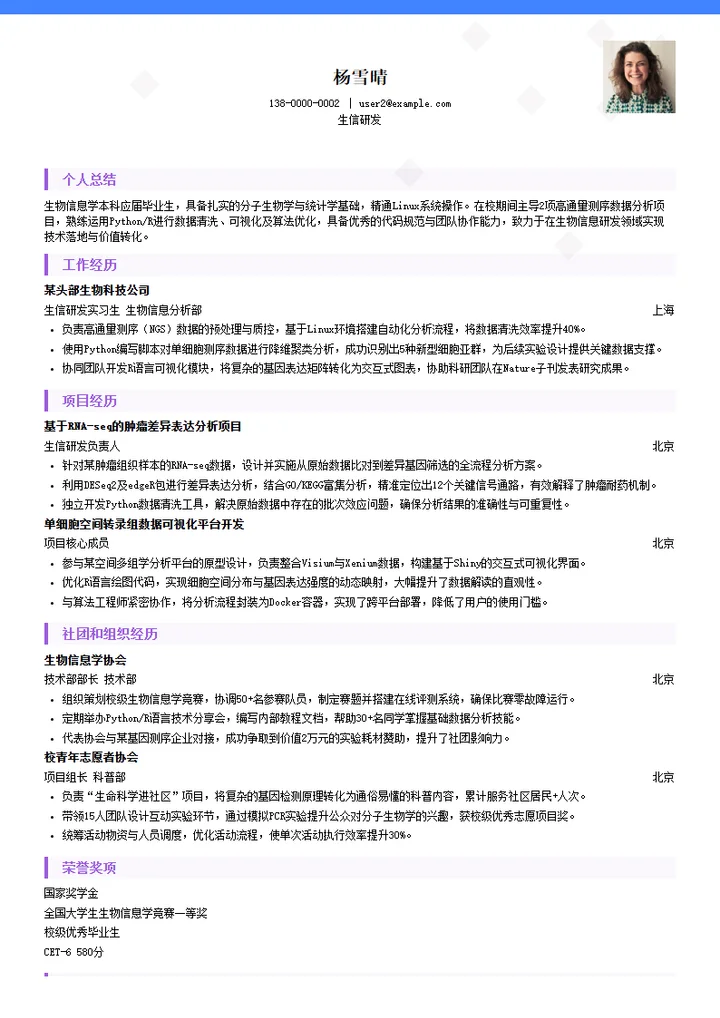 杨雪晴
138-0000-0002 | user2@example.com
生信研发
个人总结
生物信息学本科应届毕业生，具备扎实的分子生物学与统计学基础，精通Linux系统操作。在校期间主导2项高通量测序数据分析项
目，熟练运用Python/R进行数据清洗、可视化及算法优化，具备优秀的代码规范与团队协作能力，致力于在生物信息研发领域实现
技术落地与价值转化。
工作经历
某头部生物科技公司
生信研发实习生 生物信息分析部 上海
• 负责高通量测序（NGS）数据的预处理与质控，基于Linux环境搭建自动化分析流程，将数据清洗效率提升40%。
• 使用Python编写脚本对单细胞测序数据进行降维聚类分析，成功识别出5种新型细胞亚群，为后续实验设计提供关键数据支撑。
• 协同团队开发R语言可视化模块，将复杂的基因表达矩阵转化为交互式图表，协助科研团队在Nature子刊发表研究成果。
项目经历
基于RNA-seq的肿瘤差异表达分析项目
生信研发负责人 北京
• 针对某肿瘤组织样本的RNA-seq数据，设计并实施从原始数据比对到差异基因筛选的全流程分析方案。
• 利用DESeq2及edgeR包进行差异表达分析，结合GO/KEGG富集分析，精准定位出12个关键信号通路，有效解释了肿瘤耐药机制。
• 独立开发Python数据清洗工具，解决原始数据中存在的批次效应问题，确保分析结果的准确性与可重复性。
单细胞空间转录组数据可视化平台开发
项目核心成员 北京
• 参与某空间多组学分析平台的原型设计，负责整合Visium与Xenium数据，构建基于Shiny的交互式可视化界面。
• 优化R语言绘图代码，实现细胞空间分布与基因表达强度的动态映射，大幅提升了数据解读的直观性。
• 与算法工程师紧密协作，将分析流程封装为Docker容器，实现了跨平台部署，降低了用户的使用门槛。
社团和组织经历
生物信息学协会
技术部部长 技术部 北京
• 组织策划校级生物信息学竞赛，协调50+名参赛队员，制定赛题并搭建在线评测系统，确保比赛零故障运行。
• 定期举办Python/R语言技术分享会，编写内部教程文档，帮助30+名同学掌握基础数据分析技能。
• 代表协会与某基因测序企业对接，成功争取到价值2万元的实验耗材赞助，提升了社团影响力。
校青年志愿者协会
项目组长 科普部 北京
• 负责“生命科学进社区”项目，将复杂的基因检测原理转化为通俗易懂的科普内容，累计服务社区居民+人次。
• 带领15人团队设计互动实验环节，通过模拟PCR实验提升公众对分子生物学的兴趣，获校级优秀志愿项目奖。
• 统筹活动物资与人员调度，优化活动流程，使单次活动执行效率提升30%。
荣誉奖项
国家奖学金
全国大学生生物信息学竞赛一等奖
校级优秀毕业生
CET-6 580分